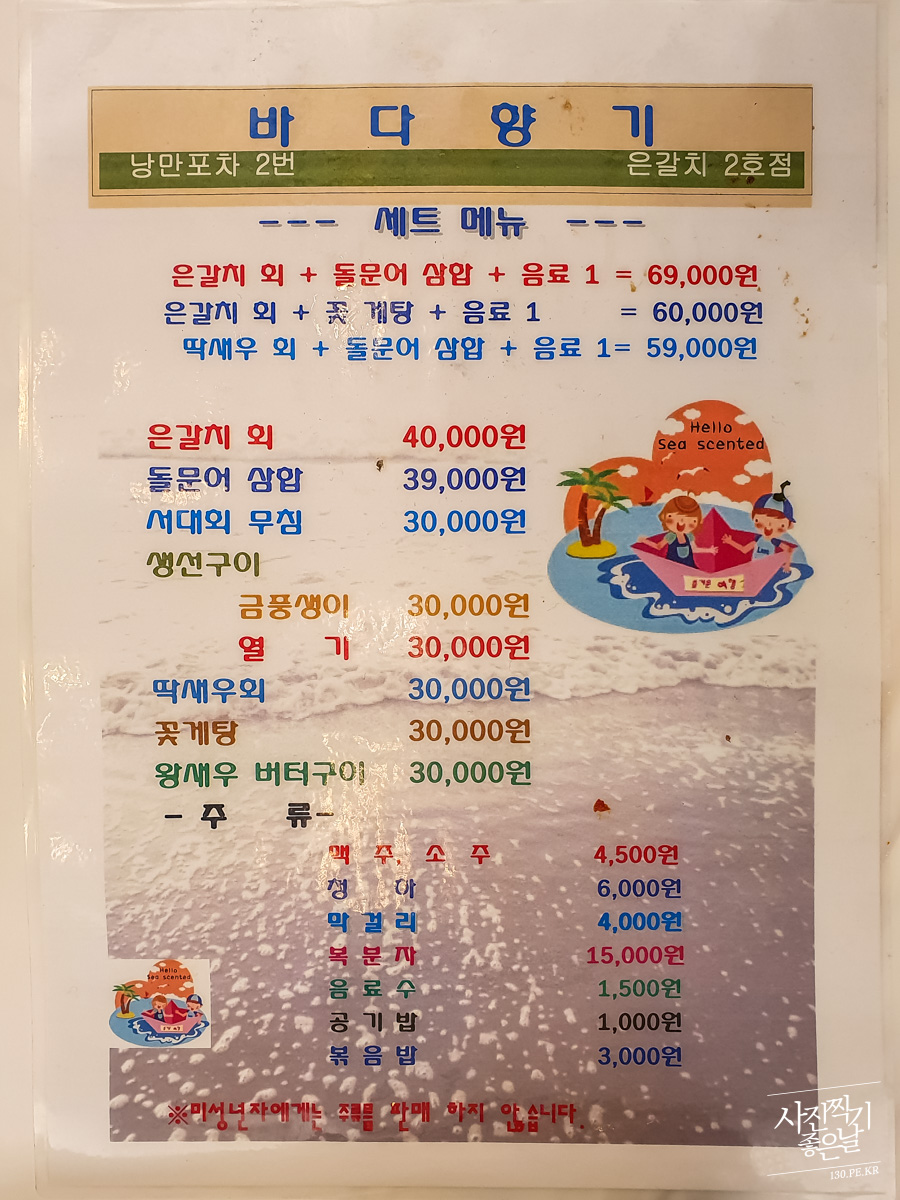 바 다 향 기
낭만포차 2번 은갈치 2호점
--- 세트 메뉴 ---
은갈치 회 + 돌문어 삼합 + 음료 1 = 69,000원
은갈치 회 + 꽃 게탕 + 음료 1 = 60,000원
딱새우 회 + 돌문어 삼합 + 음료 1= 59,000원
은갈치 회 40,000원
Hello
Sea scented
돌문어 삼합 39,000원
서대회 무침 30,000원
생선구이
금풍생이 30,000원
열 기 30,000원
딱새우회 30,000원
꽃게탕 30,000원
왕새우 버터구이 30,000원
- 주 류-
맥 주, 소 주 4,500원
청 하 6,000원
막 걸 리 4,000원
복 분 자 15,000원
음 료 수 1,500원
공 기 밥 1,000원
볶 음 밥 3,000원
Hello
Sea scented
※미성년자에게는 주류를 판매 하지 않습니다.
사진찍기
좋은날
130.PE.KR